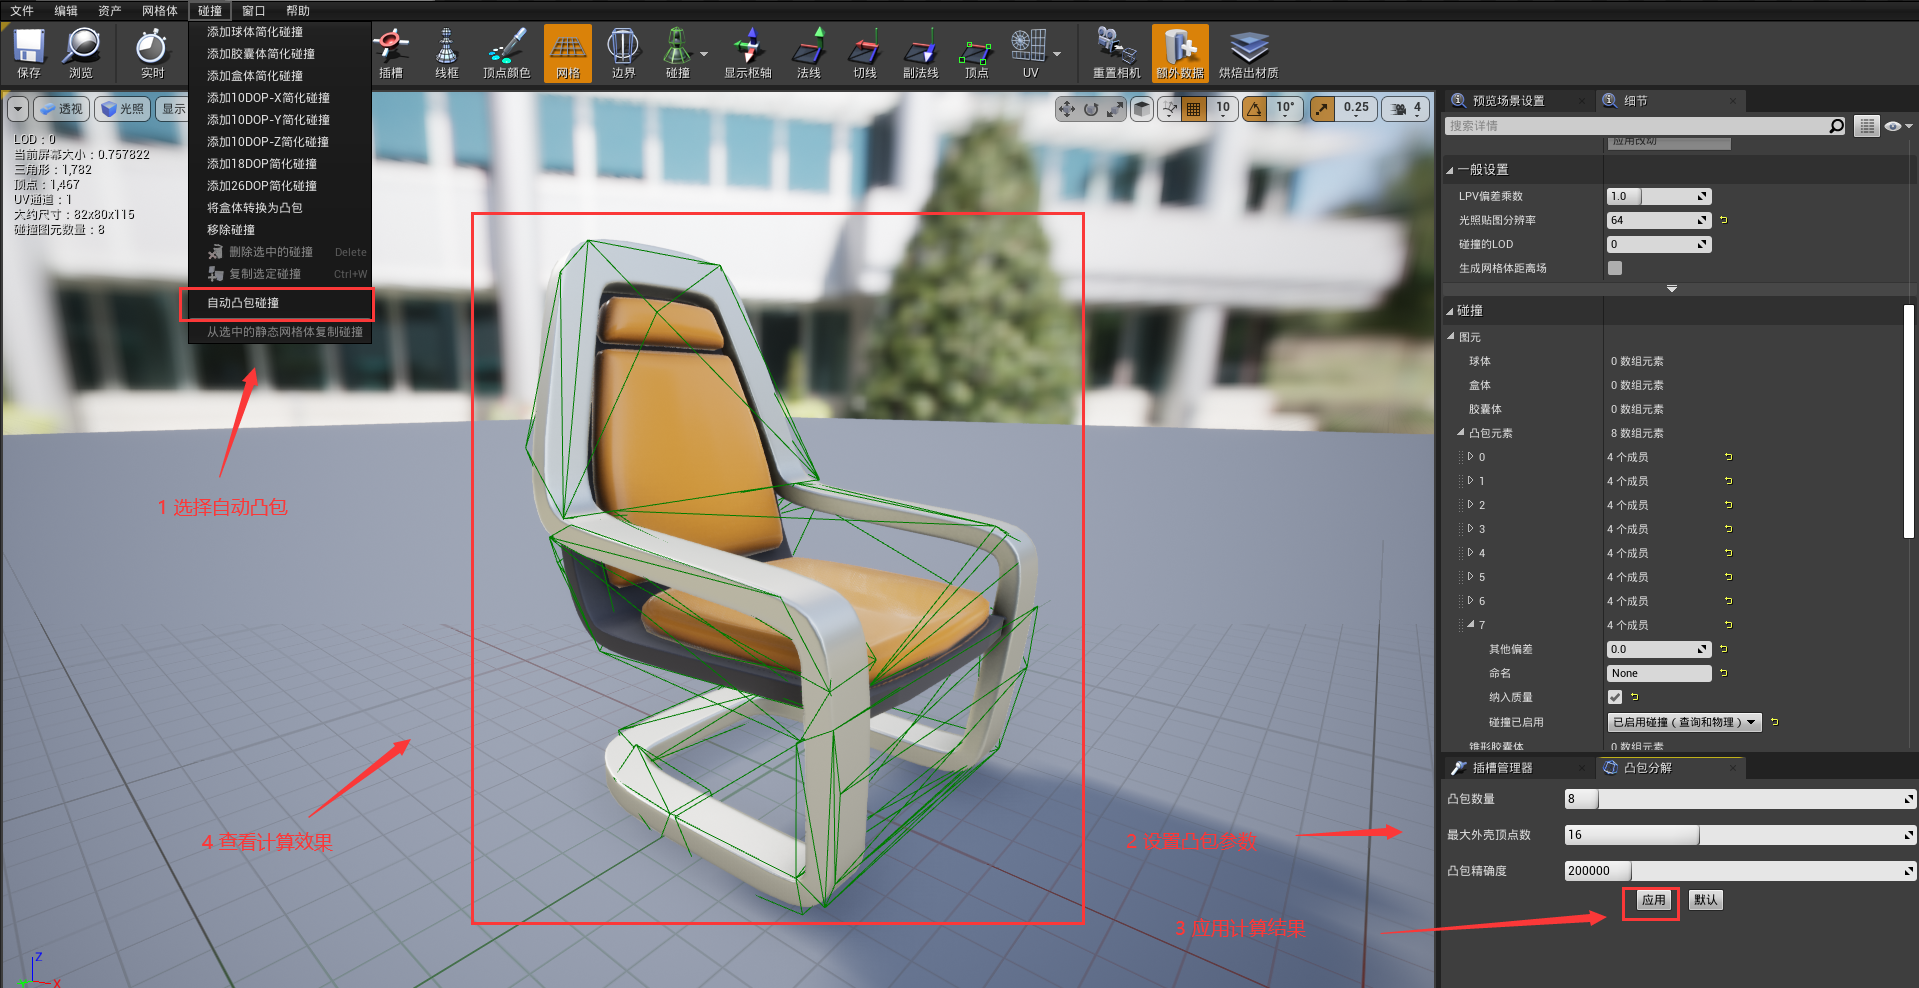 文件 编辑 资产 网格体 碰撞 窗口 帮助
保存 浏览 实时 插槽 线框 顶点颜色 网格 边界 碰撞 显示枢轴 法线 切线 副法线 顶点 UV 重置相机 额外数据 烘焙出材质
添加球体简化碰撞
添加胶囊体简化碰撞
添加盒体简化碰撞
添加10DOP-X简化碰撞
添加10DOP-Y简化碰撞
添加10DOP-Z简化碰撞
添加18DOP简化碰撞
添加26DOP简化碰撞
将盒体转换为凸包
移除碰撞
删除选中的碰撞 Delete
复制选定碰撞 Ctrl+W
自动凸包碰撞
从选中的静态网格体复制碰撞
透视 光照 显示
10 10° 0.25 4
LOD：0
当前屏幕大小：0.757822
三角形：1,782
顶点：1,467
UV通道：1
大约尺寸：82x80x115
碰撞图元数量：8
1 选择自动凸包
4 查看计算效果
2 设置凸包参数
3 应用计算结果
Z
X
预览场景设置 细节
搜索详情
应用改动
一般设置
LPV偏差乘数 1.0
光照贴图分辨率 64
碰撞的LOD 0
生成网格体距离场
碰撞
图元
球体 0 数组元素
盒体 0 数组元素
胶囊体 0 数组元素
凸包元素 8 数组元素
0 4 个成员
1 4 个成员
2 4 个成员
3 4 个成员
4 4 个成员
5 4 个成员
6 4 个成员
7 4 个成员
其他偏差 0.0
命名 None
纳入质量
碰撞已启用 已启用碰撞（查询和物理）
锥形胶囊体 0 数组元素
插槽管理器 凸包分解
凸包数量 8
最大外壳顶点数 16
凸包精确度 200000
应用 默认